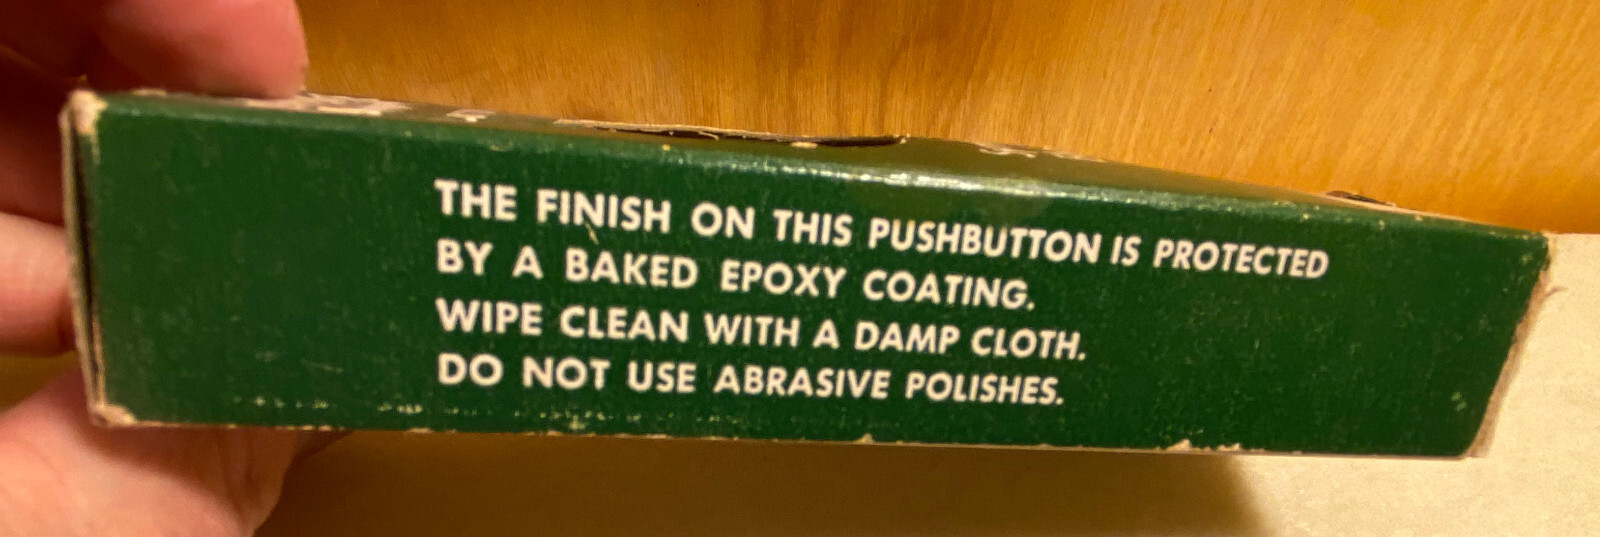 THE FINISH ON THIS PUSHBUTTON IS PROTECTED
BY A BAKED EPOXY COATING.
WIPE CLEAN WITH A DAMP CLOTH.
DO NOT USE ABRASIVE POLISHES.